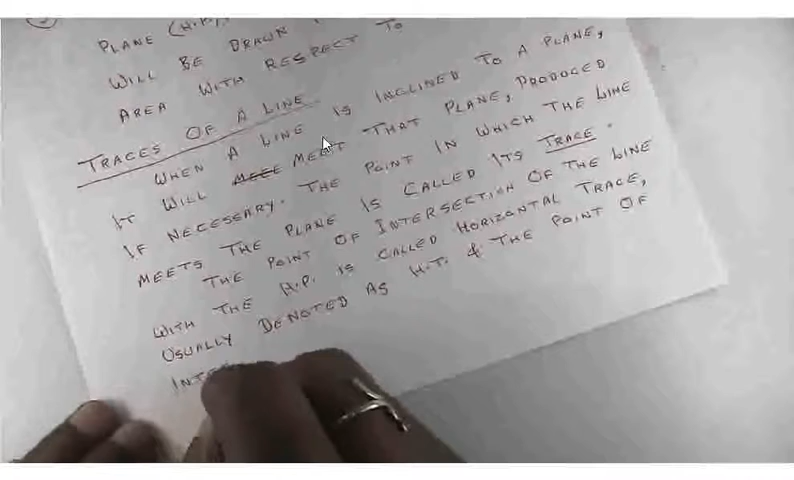 PLANE (H.P.)
WILL BE DRAWN
AREA WITH RESPECT TO
TRACES OF A LINE
WHEN A LINE IS INCLINED TO A PLANE,
IT WILL MEET THAT PLANE, PRODUCED
IF NECESSARY. THE POINT IN WHICH THE LINE
MEETS THE PLANE IS CALLED ITS TRACE.
THE POINT OF INTERSECTION OF THE LINE
WITH THE H.P. IS CALLED HORIZONTAL TRACE,
USUALLY DENOTED AS H.T. & THE POINT OF